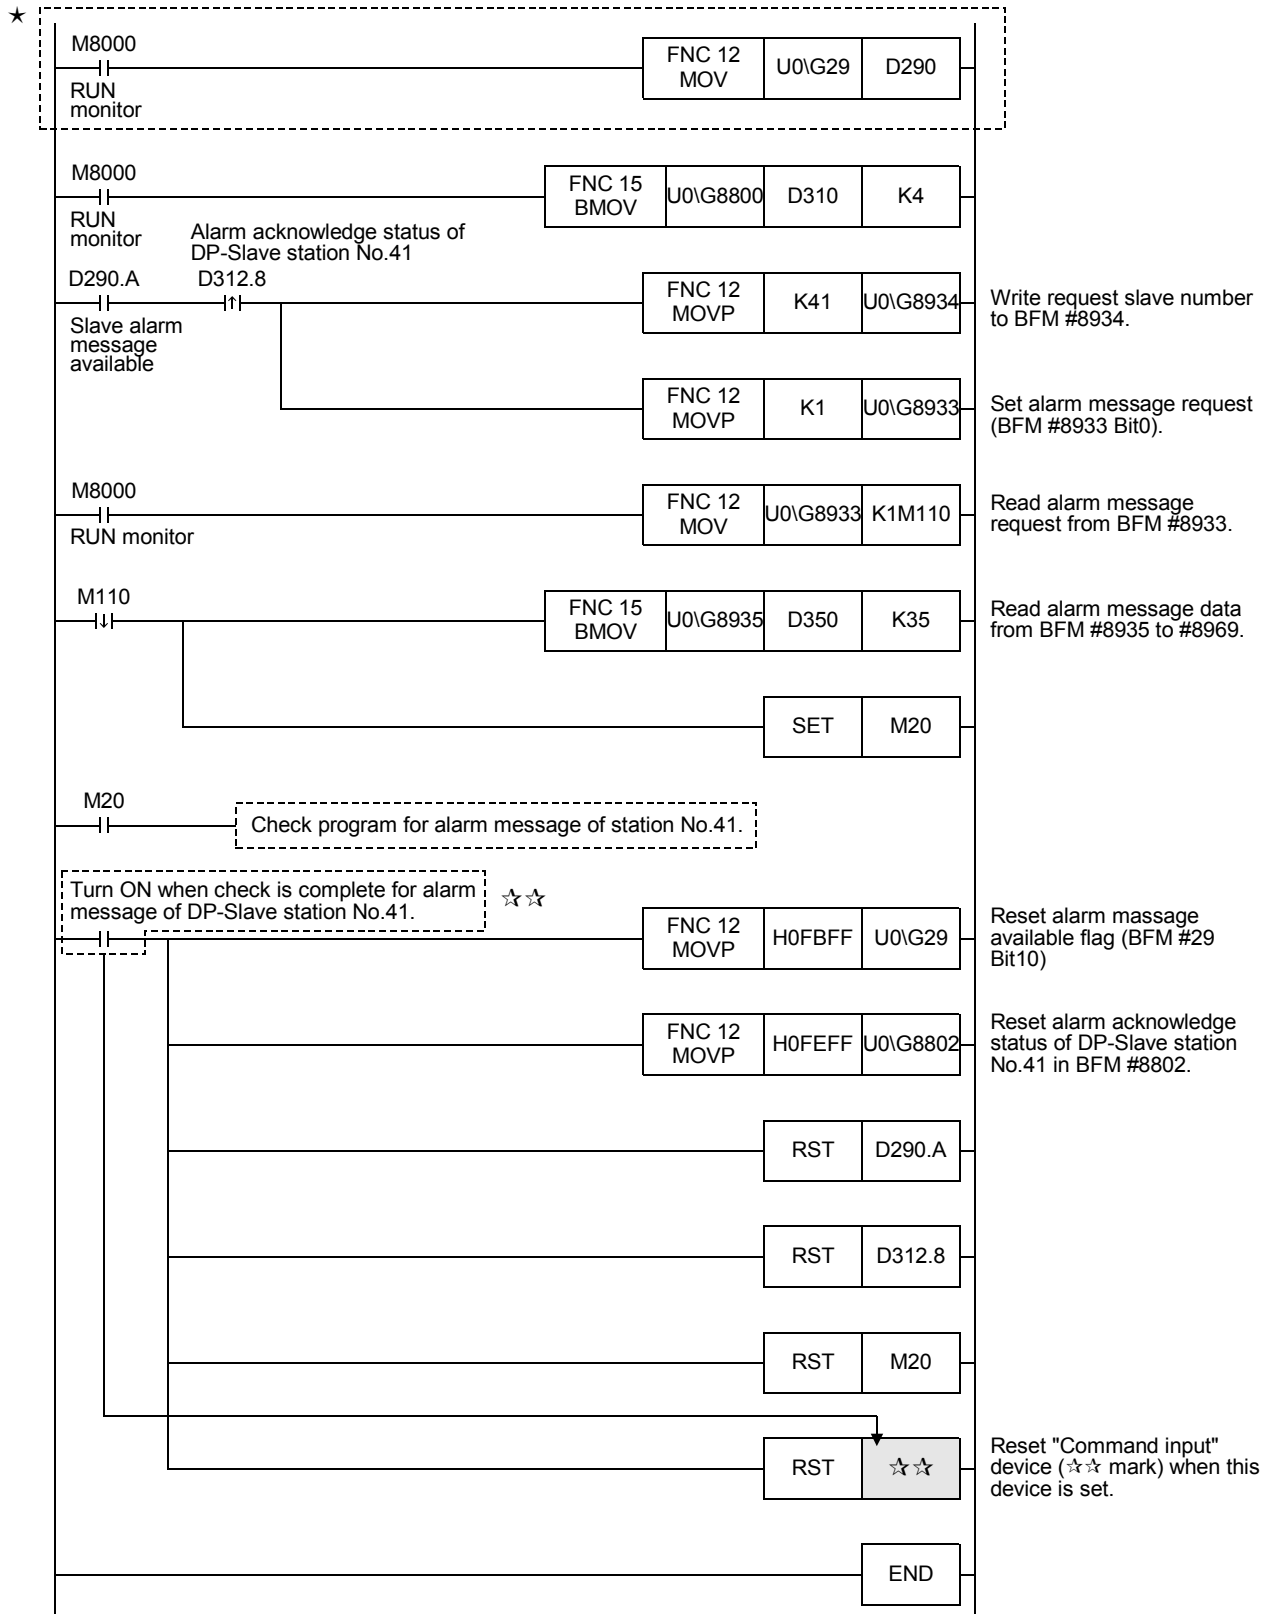 ★
M8000
RUN
monitor
FNC 12
MOV
U0\G29
D290
M8000
RUN
monitor
FNC 15
BMOV
U0\G8800
D310
K4
Alarm acknowledge status of
DP-Slave station No.41
D290.A
D312.8
Slave alarm
message
available
FNC 12
MOVP
K41
U0\G8934
Write request slave number
to BFM #8934.
FNC 12
MOVP
K1
U0\G8933
Set alarm message request
(BFM #8933 Bit0).
M8000
RUN monitor
FNC 12
MOV
U0\G8933
K1M110
Read alarm message
request from BFM #8933.
M110
FNC 15
BMOV
U0\G8935
D350
K35
Read alarm message data
from BFM #8935 to #8969.
SET
M20
M20
Check program for alarm message of station No.41.
Turn ON when check is complete for alarm
message of DP-Slave station No.41.
☆☆
FNC 12
MOVP
H0FBFF
U0\G29
Reset alarm massage
available flag (BFM #29
Bit10)
FNC 12
MOVP
H0FEFF
U0\G8802
Reset alarm acknowledge
status of DP-Slave station
No.41 in BFM #8802.
RST
D290.A
RST
D312.8
RST
M20
RST
☆☆
Reset "Command input"
device (☆☆ mark) when this
device is set.
END